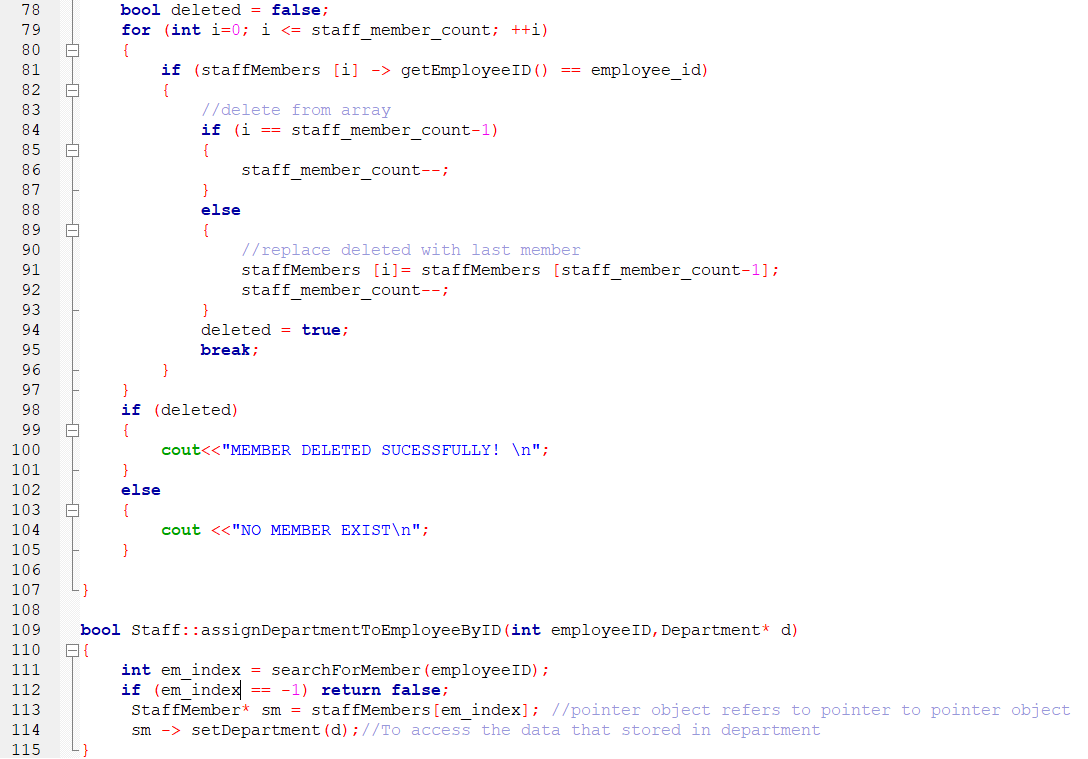 78 bool deleted = false;
79 for (int i=0; i <= staff_member_count; ++i)
80 {
81 if (staffMembers [i] -> getEmployeeID() == employee_id)
82 {
83 //delete from array
84 if (i == staff_member_count-1)
85 {
86 staff_member_count--;
87 }
88 else
89 {
90 //replace deleted with last member
91 staffMembers [i]= staffMembers [staff_member_count-1];
92 staff_member_count--;
93 }
94 deleted = true;
95 break;
96 }
97 }
98 if (deleted)
99 {
100 cout<<"MEMBER DELETED SUCESSFULLY! \n";
101 }
102 else
103 {
104 cout <<"NO MEMBER EXIST\n";
105 }
106
107 }
108
109 bool Staff::assignDepartmentToEmployeeByID(int employeeID,Department* d)
110 {
111 int em_index = searchForMember(employeeID);
112 if (em_index == -1) return false;
113 StaffMember* sm = staffMembers[em_index]; //pointer object refers to pointer to pointer object
114 sm -> setDepartment(d);//To access the data that stored in department
115 }